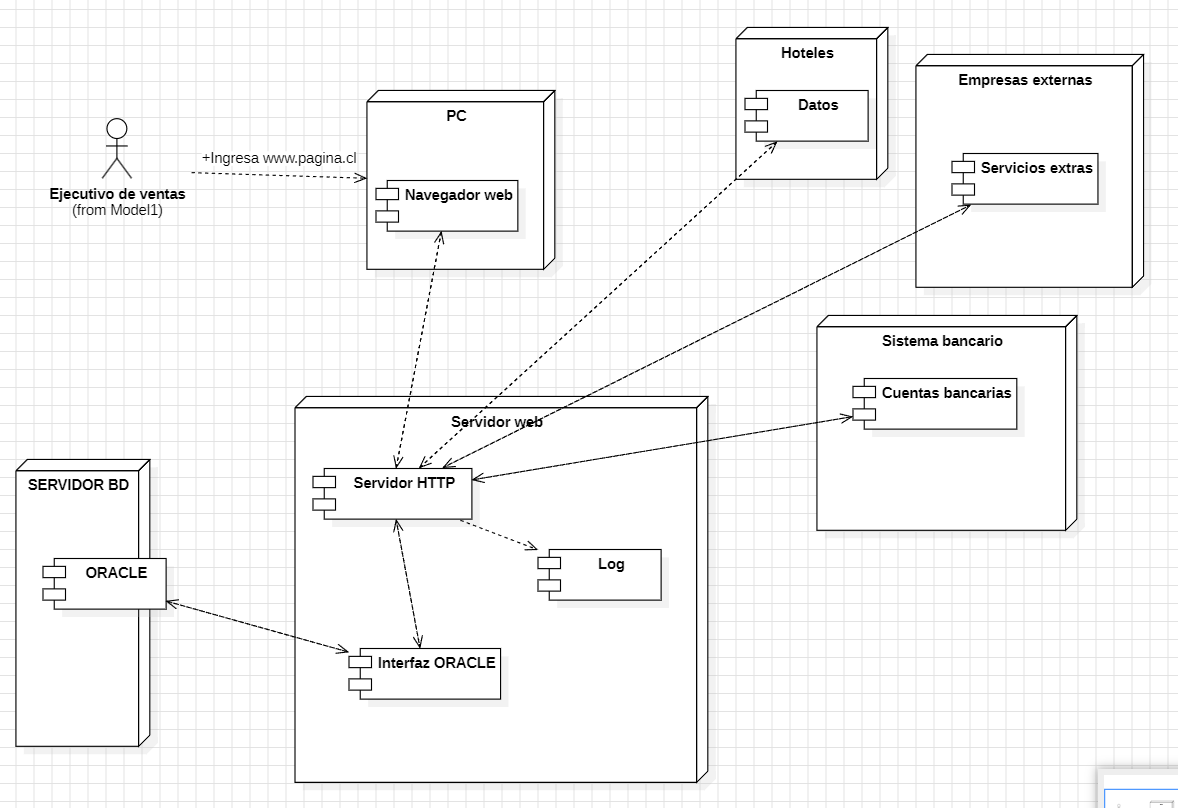 Hoteles
Datos
Empresas externas
Servicios extras
PC
Navegador web
+Ingresa www.pagina.cl
Ejecutivo de ventas
(from Model1)
Sistema bancario
Cuentas bancarias
Servidor web
Servidor HTTP
Log
Interfaz ORACLE
SERVIDOR BD
ORACLE